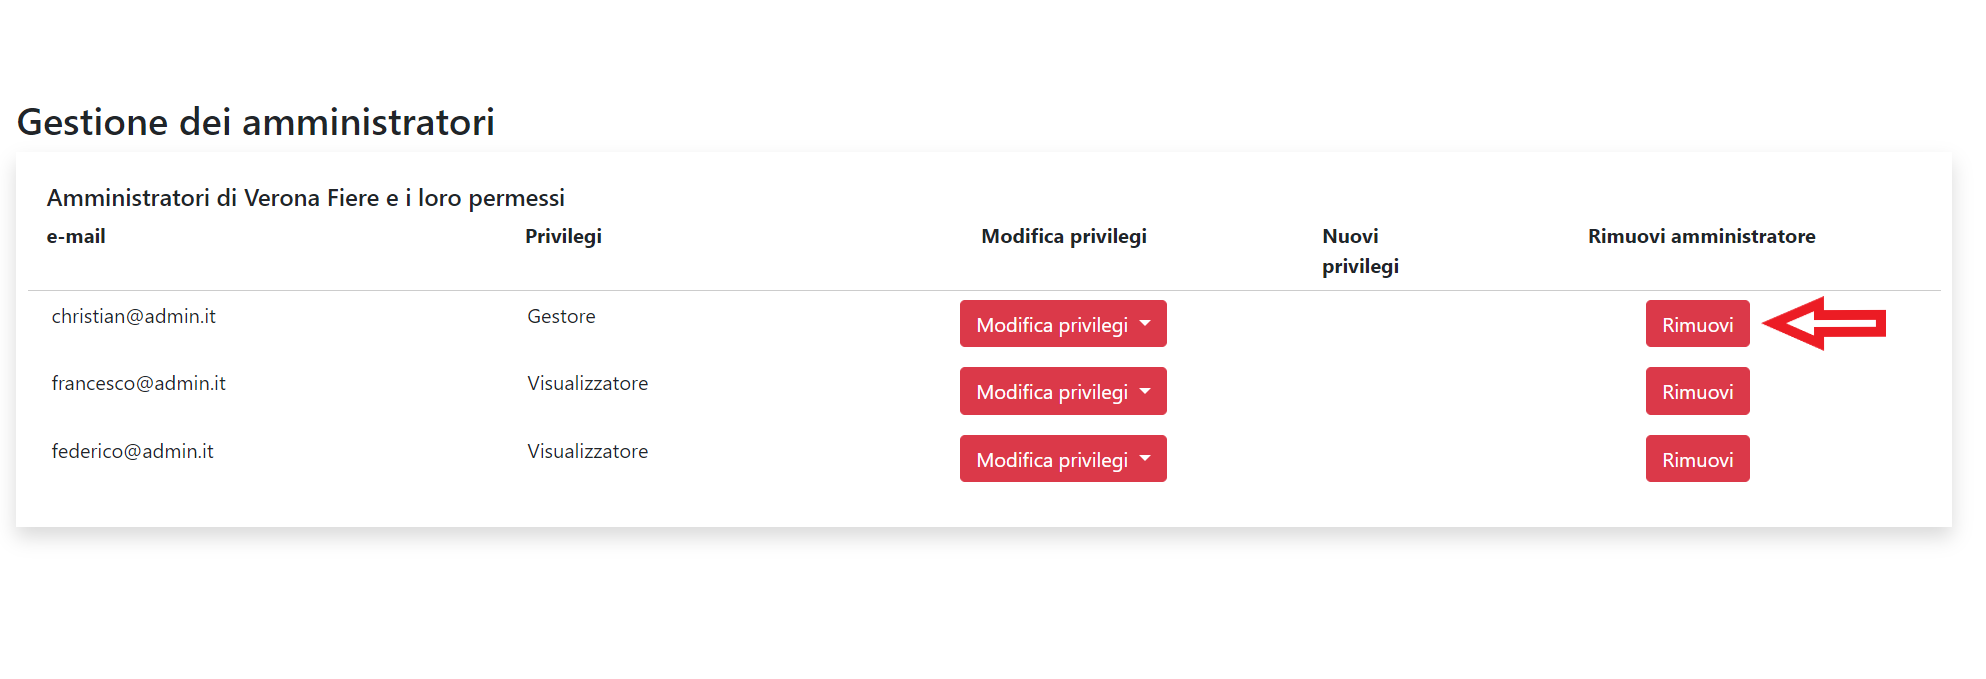 Gestione dei amministratori
Amministratori di Verona Fiere e i loro permessi
e-mail Privilegi Modifica privilegi Nuovi privilegi Rimuovi amministratore
christian@admin.it Gestore Modifica privilegi Rimuovi
francesco@admin.it Visualizzatore Modifica privilegi Rimuovi
federico@admin.it Visualizzatore Modifica privilegi Rimuovi